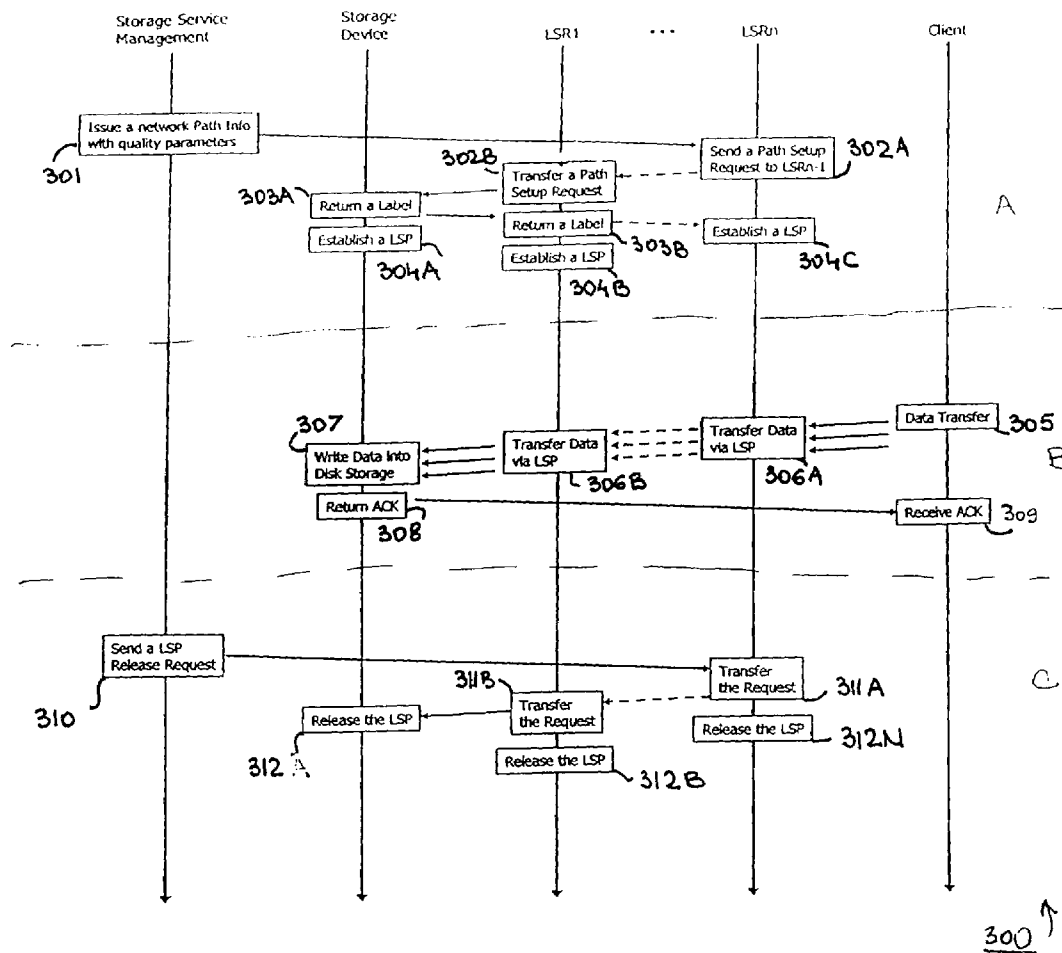 Storage Service
Management
Storage
Device
LSR1
...
LSRn
Client
Issue a network Path Info
with quality parameters
301
302B
Transfer a Path
Setup Request
Send a Path Setup
Request to LSRn-1
302A
303A
Return a Label
Return a Label
303B
A
Establish a LSP
304A
Establish a LSP
304B
Establish a LSP
304C
307
Write Data Into
Disk Storage
Transfer Data
via LSP
306B
Transfer Data
via LSP
306A
Data Transfer
305
B
Return ACK
308
Receive ACK
309
Send a LSP
Release Request
310
311B
Transfer
the Request
Transfer
the Request
311A
C
Release the LSP
312A
Release the LSP
312B
Release the LSP
312N
300